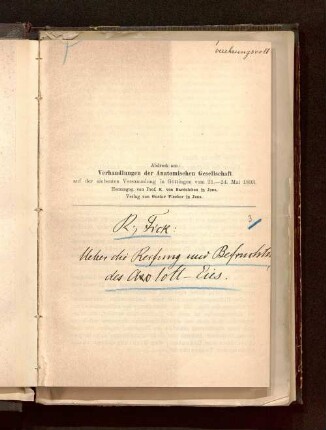 Abdruck aus:
Verhandlungen der Anatomischen Gesellschaft
auf der siebenten Versammlung in Göttingen vom 21.—24. Mai 1893.
Herausgeg. von Prof. K. von Bardeleben in Jena.
Verlag von Gustav Fischer in Jena.
3
R. Fick:
Ueber die Reifung und Befruchtu
des Axolotl-Eies.